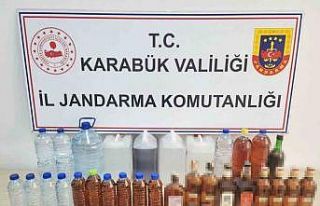 T.C.
KARABÜK VALİLİĞİ
İL JANDARMA KOMUTANLIĞI